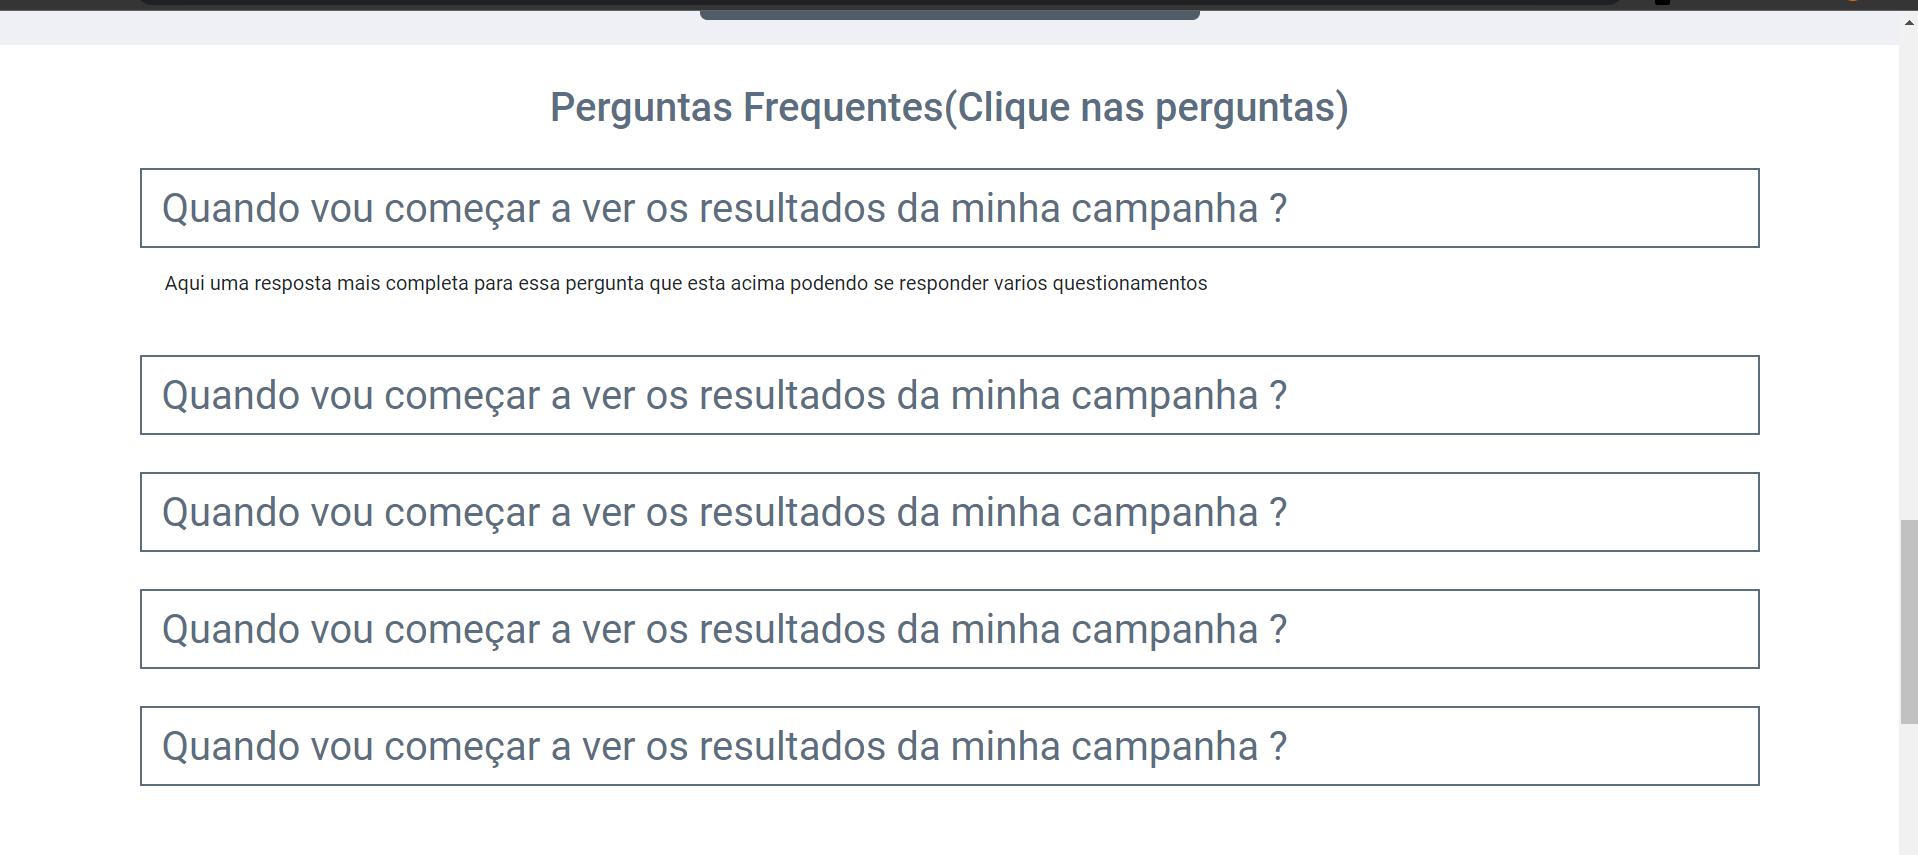 Perguntas Frequentes(Clique nas perguntas)
Quando vou começar a ver os resultados da minha campanha ?
Aqui uma resposta mais completa para essa pergunta que esta acima podendo se responder varios questionamentos
Quando vou começar a ver os resultados da minha campanha ?
Quando vou começar a ver os resultados da minha campanha ?
Quando vou começar a ver os resultados da minha campanha ?
Quando vou começar a ver os resultados da minha campanha ?